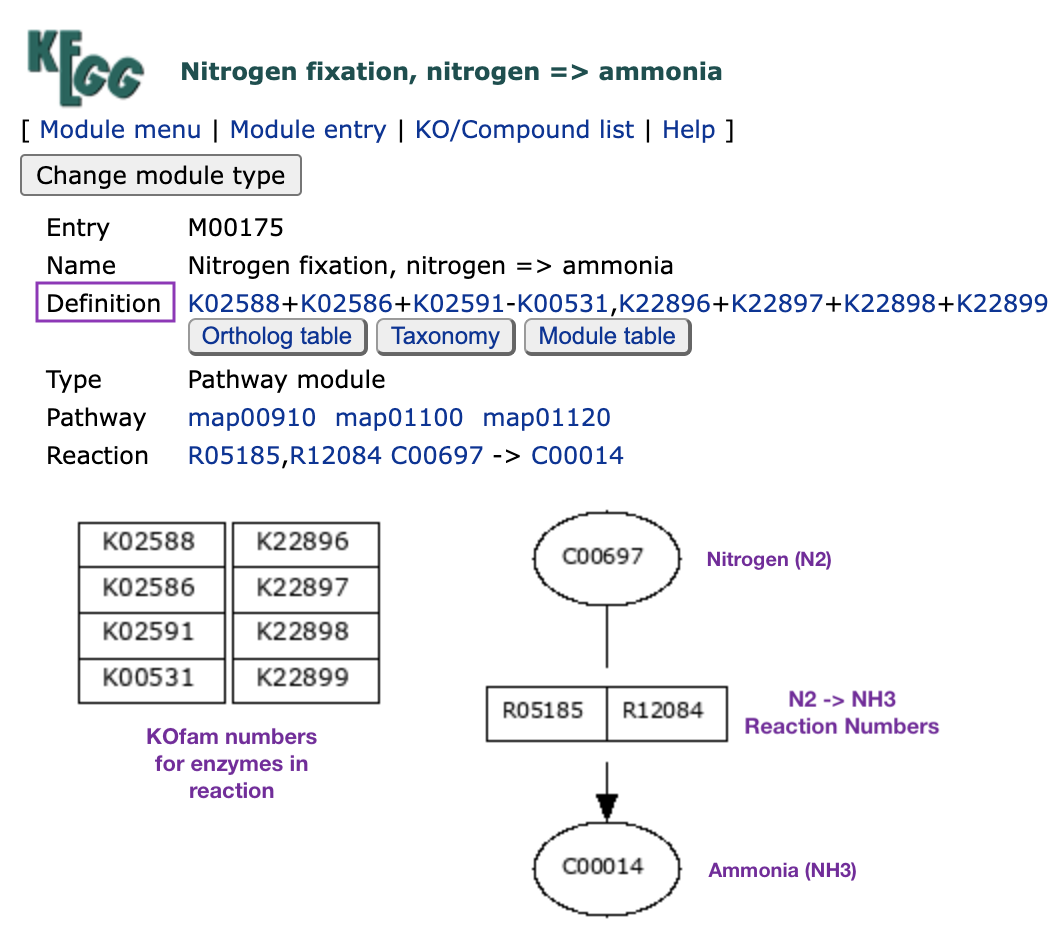 KEGG
Nitrogen fixation, nitrogen => ammonia
[ Module menu | Module entry | KO/Compound list | Help ]
Change module type
Entry M00175
Name Nitrogen fixation, nitrogen => ammonia
Definition K02588+K02586+K02591-K00531,K22896+K22897+K22898+K22899
Ortholog table Taxonomy Module table
Type Pathway module
Pathway map00910 map01100 map01120
Reaction R05185,R12084 C00697 -> C00014
K02588 K22896
K02586 K22897
K02591 K22898
K00531 K22899
KOfam numbers
for enzymes in
reaction
C00697 Nitrogen (N2)
R05185 R12084
N2 -> NH3
Reaction Numbers
C00014 Ammonia (NH3)